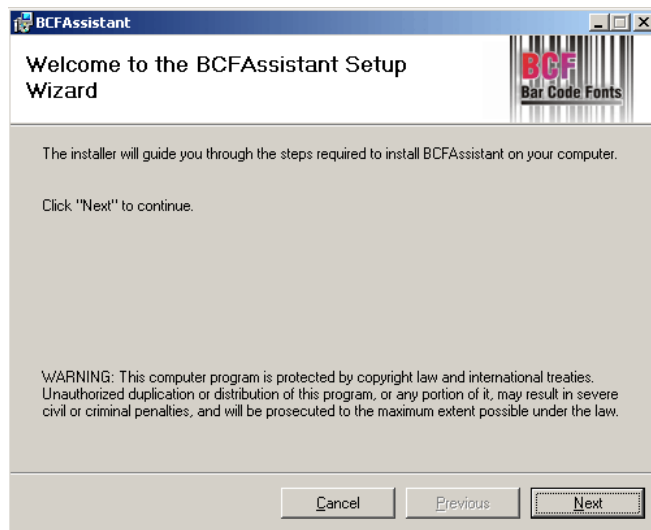 BCFAssistant
Welcome to the BCFAssistant Setup
Wizard
BCF
Bar Code Fonts
The installer will guide you through the steps required to install BCFAssistant on your computer.
Click "Next" to continue.
WARNING: This computer program is protected by copyright law and international treaties.
Unauthorized duplication or distribution of this program, or any portion of it, may result in severe
civil or criminal penalties, and will be prosecuted to the maximum extent possible under the law.
Cancel
Previous
Next